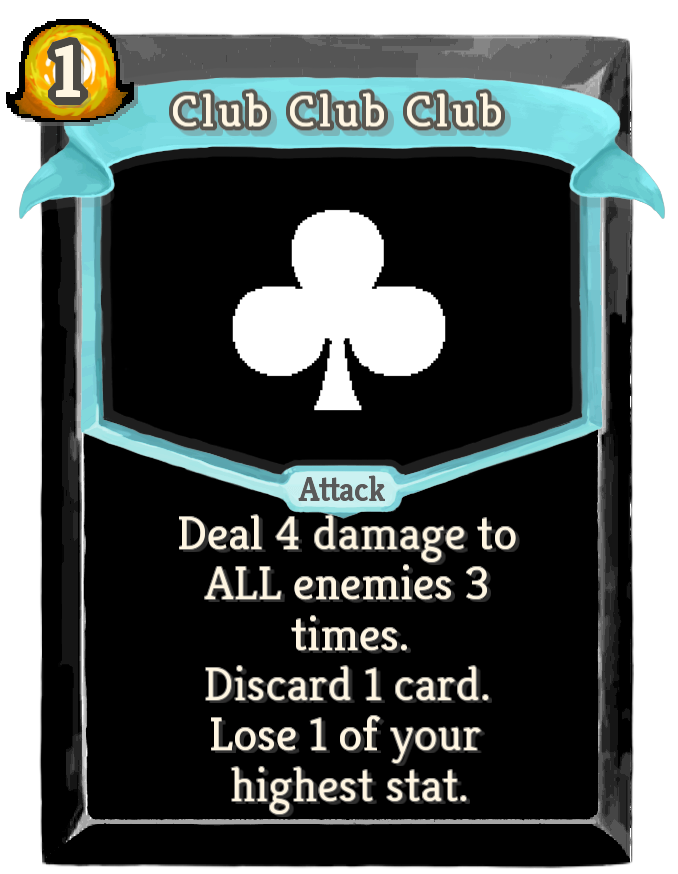 1
Club Club Club
Attack
Deal 4 damage to
ALL enemies 3
times.
Discard 1 card.
Lose 1 of your
highest stat.